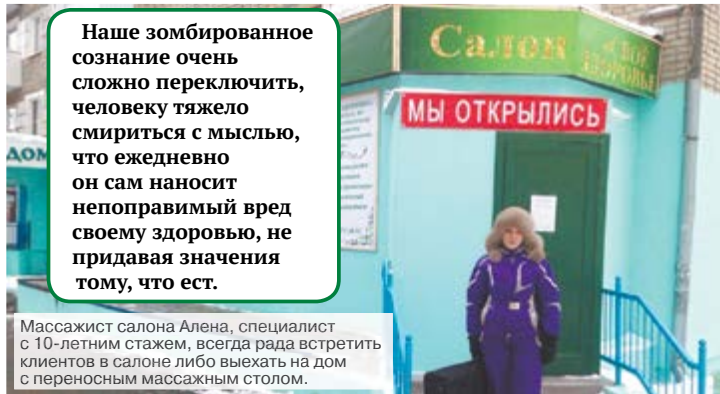 Наше зомбированное
сознание очень
сложно переключить,
человеку тяжело
смириться с мыслью,
что ежедневно
он сам наносит
непоправимый вред
своему здоровью, не
придавая значения
тому, что ест.
Салон «СВОЁ
ЗДОРОВЬЕ»
МЫ ОТКРЫЛИСЬ
ДОМ
Массажист салона Алена, специалист
с 10-летним стажем, всегда рада встретить
клиентов в салоне либо выехать на дом
с переносным массажным столом.